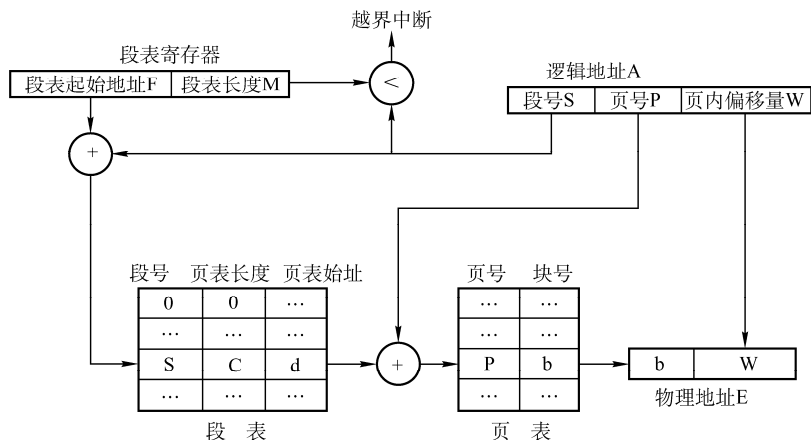 越界中断
段表寄存器
段表起始地址F 段表长度M
<
逻辑地址A
段号S 页号P 页内偏移量W
+
段号 页表长度 页表始址
0 0 …
… … …
S C d
… … …
段 表
+
页号 块号
… …
… …
P b
… …
页 表
b W
物理地址E